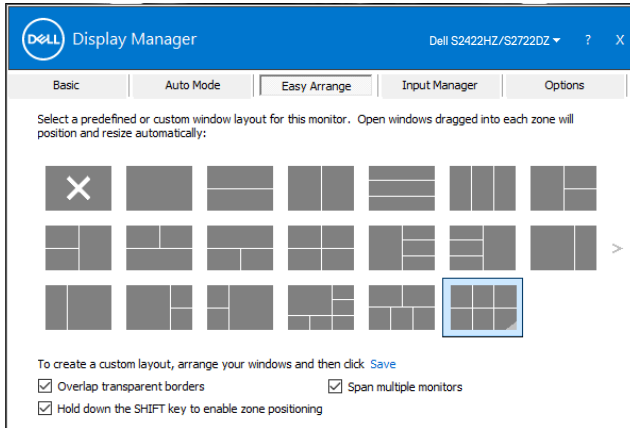 DELL Display Manager Dell S2422HZ/S2722DZ ? X
Basic Auto Mode Easy Arrange Input Manager Options
Select a predefined or custom window layout for this monitor. Open windows dragged into each zone will
position and resize automatically:
>
To create a custom layout, arrange your windows and then click Save
Overlap transparent borders Span multiple monitors
Hold down the SHIFT key to enable zone positioning